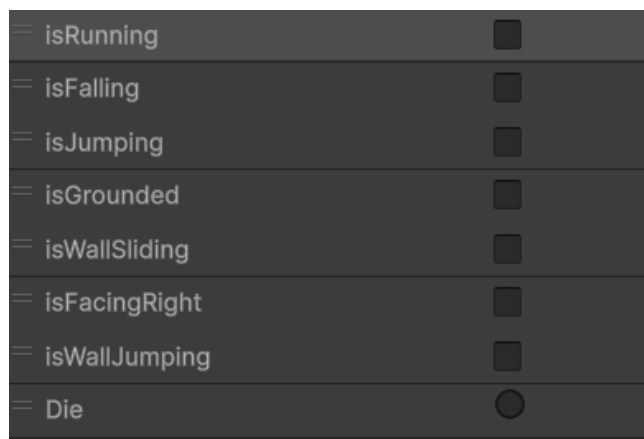 isRunning
isFalling
isJumping
isGrounded
isWallSliding
isFacingRight
isWallJumping
Die